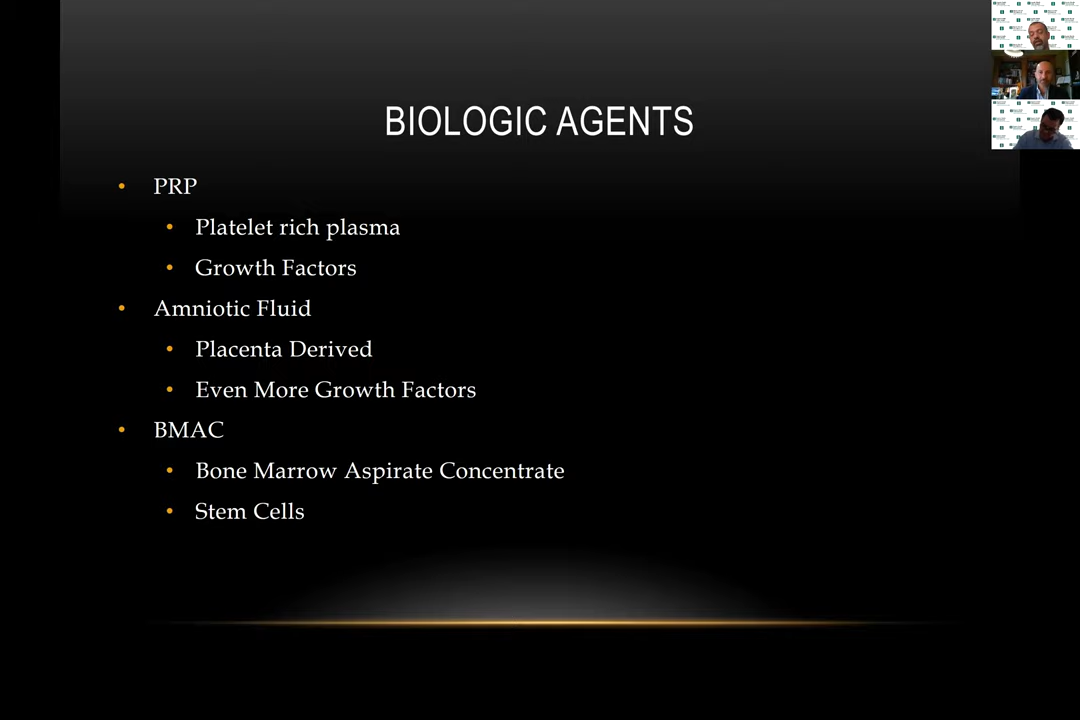 BIOLOGIC AGENTS
• PRP
• Platelet rich plasma
• Growth Factors
• Amniotic Fluid
• Placenta Derived
• Even More Growth Factors
• BMAC
• Bone Marrow Aspirate Concentrate
• Stem Cells